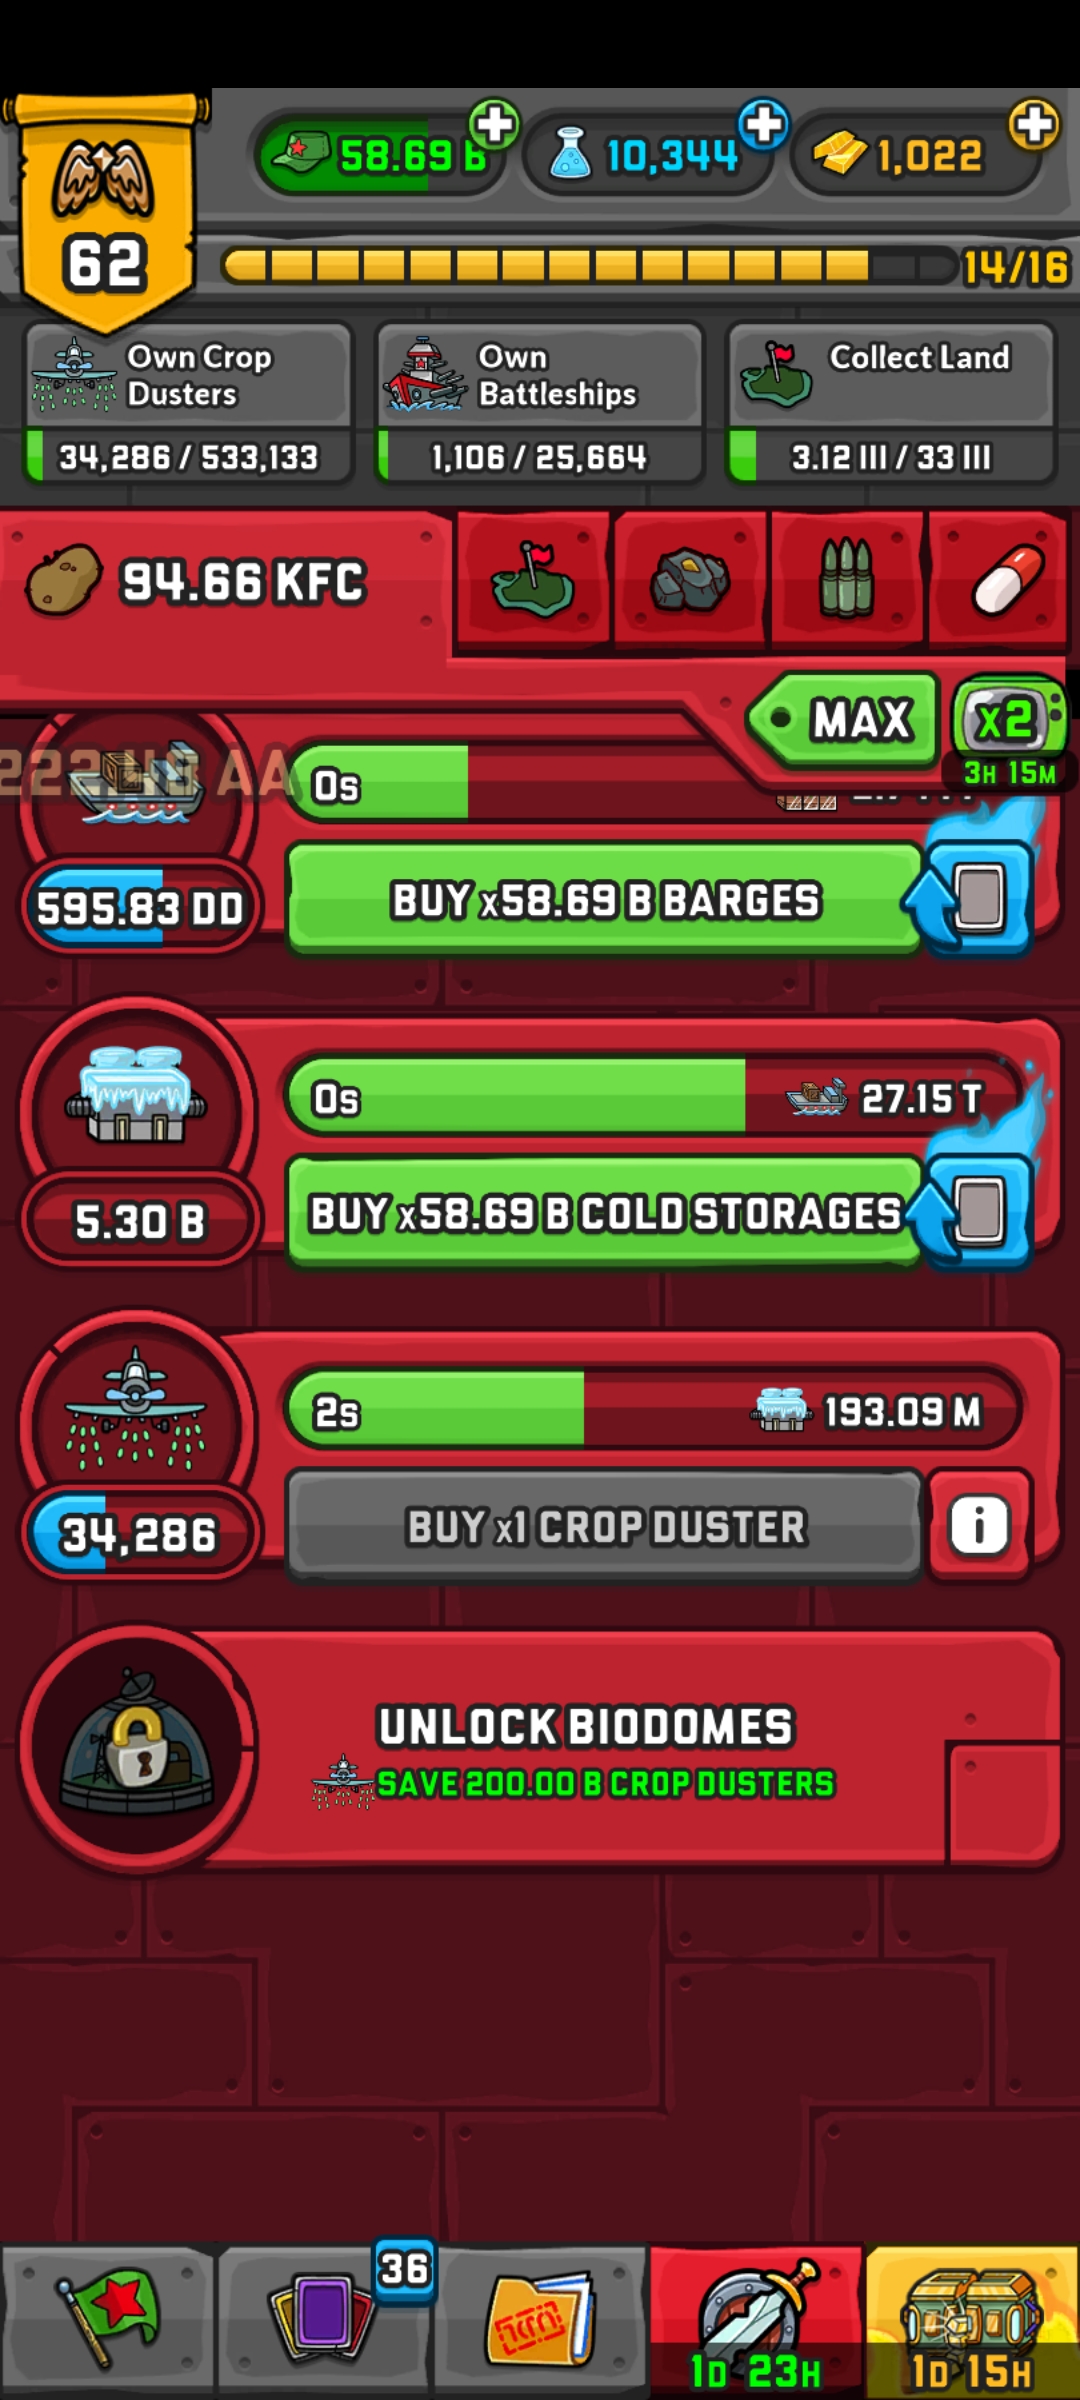 58.69 B
10,344
1,022
62
14/16
Own Crop
Dusters
34,286 / 533,133
Own
Battleships
1,106 / 25,664
Collect Land
3.12 III / 33 III
94.66 KFC
MAX
x2
3H 15M
0s
595.83 DD
BUY x58.69 B BARGES
0s
27.15 T
5.30 B
BUY x58.69 B COLD STORAGES
2s
193.09 M
34,286
BUY x1 CROP DUSTER
i
UNLOCK BIODOMES
SAVE 200.00 B CROP DUSTERS
36
1D 23H
1D 15H